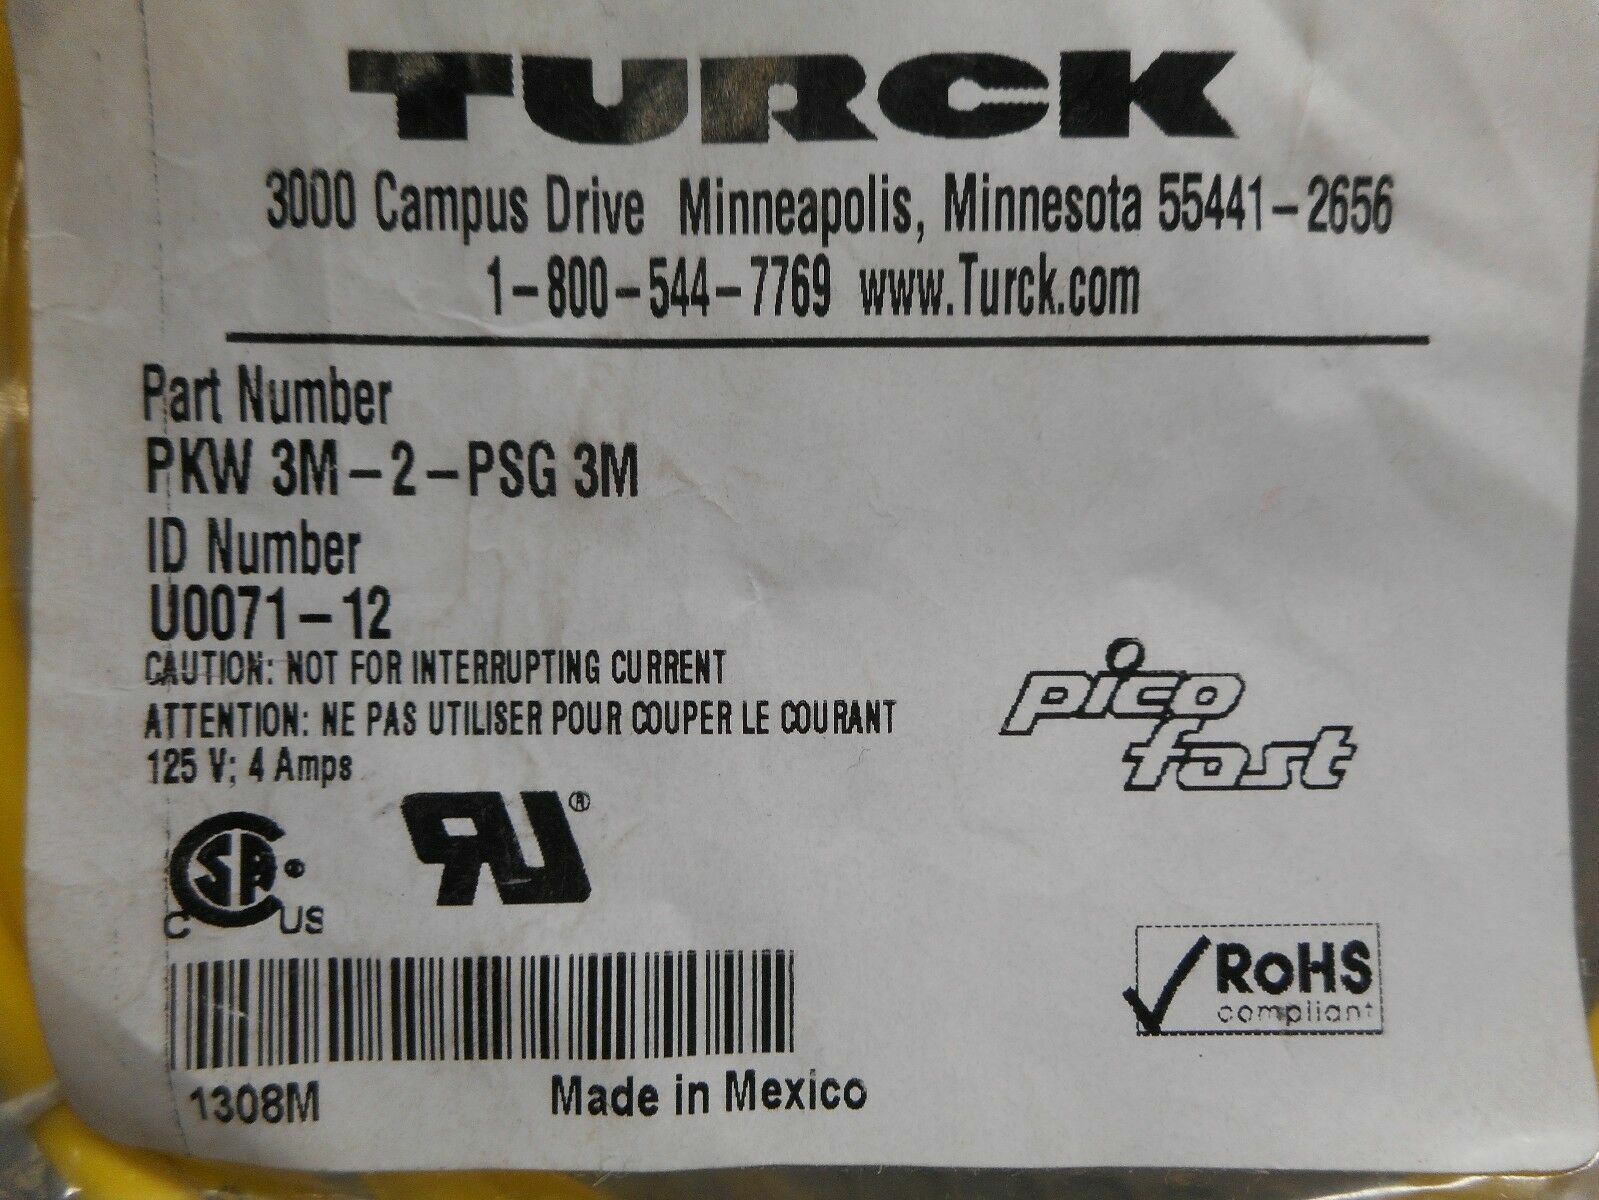 TURCK
3000 Campus Drive Minneapolis, Minnesota 55441-2656
1-800-544-7769 www.Turck.com
Part Number
PKW 3M-2-PSG 3M
ID Number
U0071-12
CAUTION: NOT FOR INTERRUPTING CURRENT
ATTENTION: NE PAS UTILISER POUR COUPER LE COURANT
125 V; 4 Amps
pico
fast
C SA ® C US
RU ®
RoHS
compliant
1308M
Made in Mexico